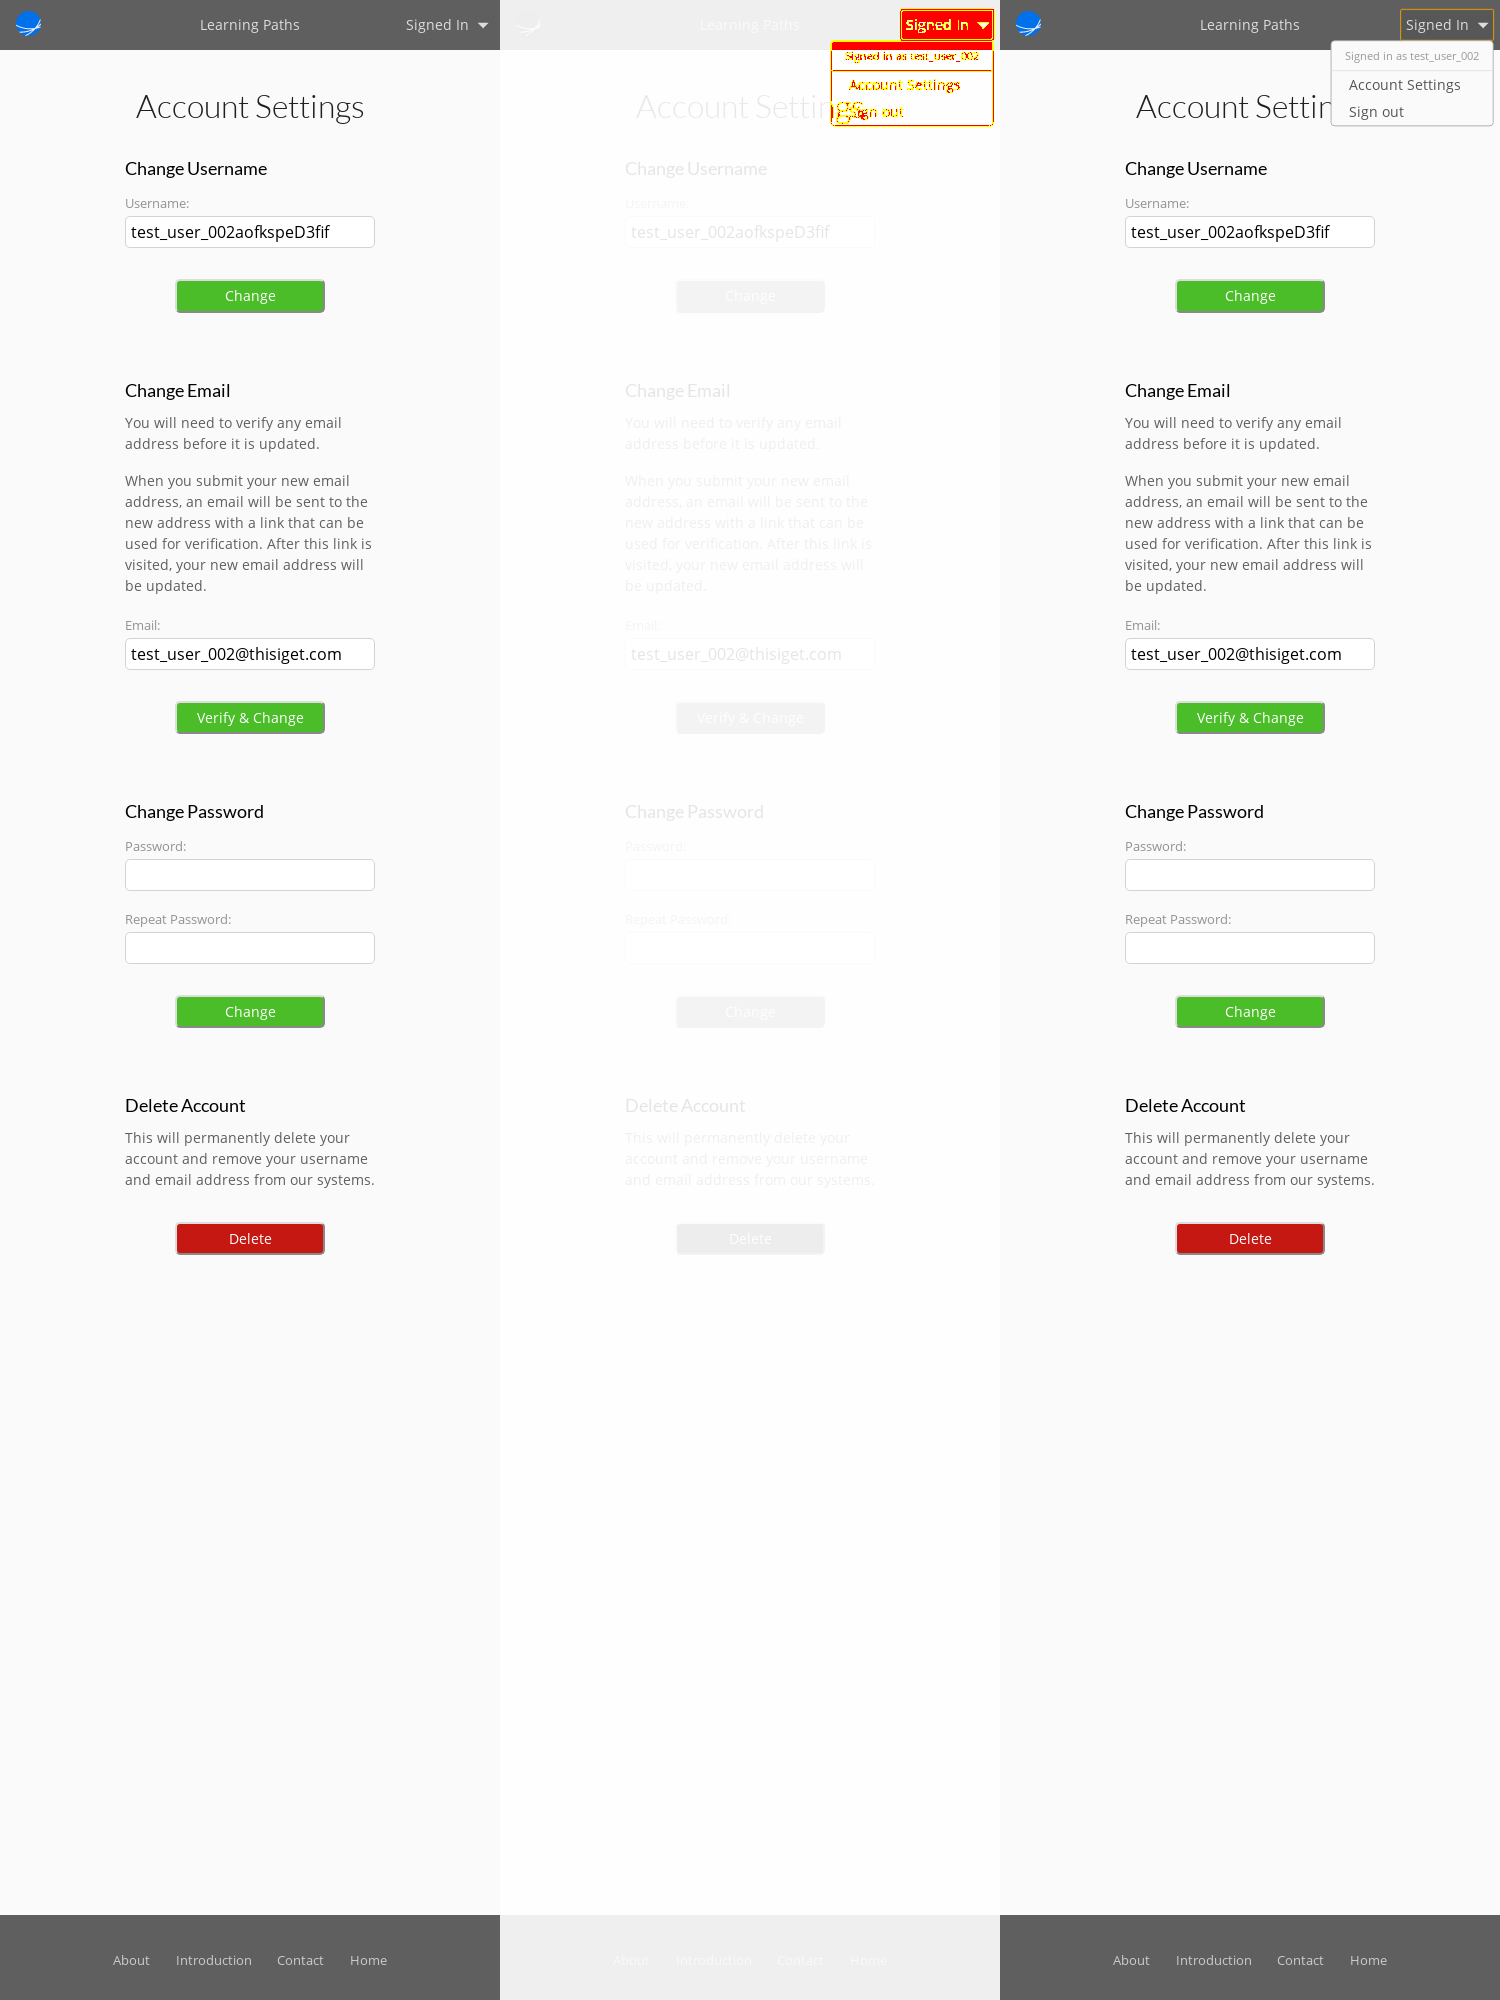 Learning Paths Signed In
Account Settings
Change Username
Username:
test_user_002aofkspeD3fif
Change
Change Email
You will need to verify any email
address before it is updated.
When you submit your new email
address, an email will be sent to the
new address with a link that can be
used for verification. After this link is
visited, your new email address will
be updated.
Email:
test_user_002@thisiget.com
Verify & Change
Change Password
Password:
Repeat Password:
Change
Delete Account
This will permanently delete your
account and remove your username
and email address from our systems.
Delete
About Introduction Contact Home
Learning Paths Signed In
Signed in as test_user_002
Account Settings
Sign out
Account Settings
Change Username
Username:
test_user_002aofkspeD3fif
Change
Change Email
You will need to verify any email
address before it is updated.
When you submit your new email
address, an email will be sent to the
new address with a link that can be
used for verification. After this link is
visited, your new email address will
be updated.
Email:
test_user_002@thisiget.com
Verify & Change
Change Password
Password:
Repeat Password:
Change
Delete Account
This will permanently delete your
account and remove your username
and email address from our systems.
Delete
About Introduction Contact Home
Learning Paths Signed In
Signed in as test_user_002
Account Settings
Sign out
Account Settin
Change Username
Username:
test_user_002aofkspeD3fif
Change
Change Email
You will need to verify any email
address before it is updated.
When you submit your new email
address, an email will be sent to the
new address with a link that can be
used for verification. After this link is
visited, your new email address will
be updated.
Email:
test_user_002@thisiget.com
Verify & Change
Change Password
Password:
Repeat Password:
Change
Delete Account
This will permanently delete your
account and remove your username
and email address from our systems.
Delete
About Introduction Contact Home